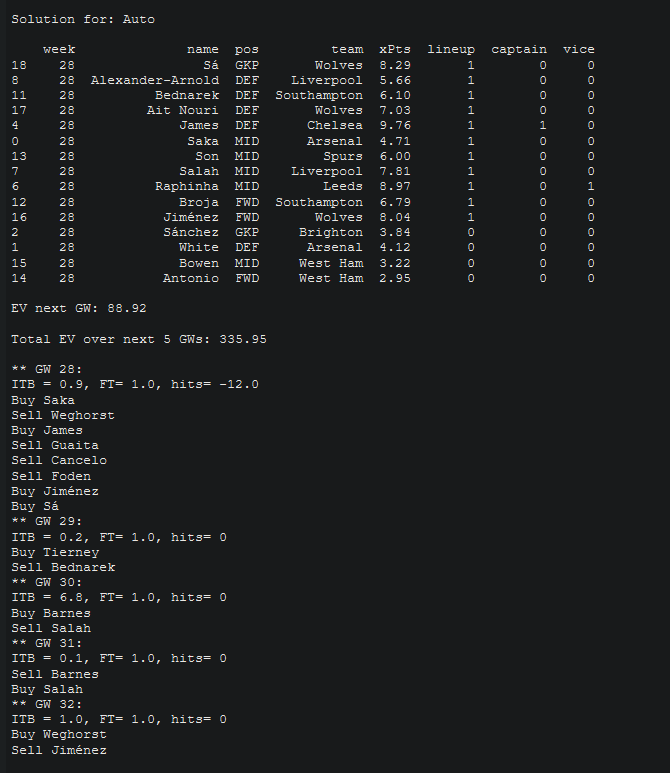 Solution for: Auto
week name pos team xPts lineup captain vice
18 28 Sá GKP Wolves 8.29 1 0 0
8 28 Alexander-Arnold DEF Liverpool 5.66 1 0 0
11 28 Bednarek DEF Southampton 6.10 1 0 0
17 28 Ait Nouri DEF Wolves 7.03 1 0 0
4 28 James DEF Chelsea 9.76 1 1 0
0 28 Saka MID Arsenal 4.71 1 0 0
13 28 Son MID Spurs 6.00 1 0 0
7 28 Salah MID Liverpool 7.81 1 0 0
6 28 Raphinha MID Leeds 8.97 1 0 1
12 28 Broja FWD Southampton 6.79 1 0 0
16 28 Jiménez FWD Wolves 8.04 1 0 0
2 28 Sánchez GKP Brighton 3.84 0 0 0
1 28 White DEF Arsenal 4.12 0 0 0
15 28 Bowen MID West Ham 3.22 0 0 0
14 28 Antonio FWD West Ham 2.95 0 0 0
EV next GW: 88.92
Total EV over next 5 GWs: 335.95
** GW 28:
ITB = 0.9, FT= 1.0, hits= -12.0
Buy Saka
Sell Weghorst
Buy James
Sell Guaita
Sell Cancelo
Sell Foden
Buy Jiménez
Buy Sá
** GW 29:
ITB = 0.2, FT= 1.0, hits= 0
Buy Tierney
Sell Bednarek
** GW 30:
ITB = 6.8, FT= 1.0, hits= 0
Buy Barnes
Sell Salah
** GW 31:
ITB = 0.1, FT= 1.0, hits= 0
Sell Barnes
Buy Salah
** GW 32:
ITB = 1.0, FT= 1.0, hits= 0
Buy Weghorst
Sell Jiménez